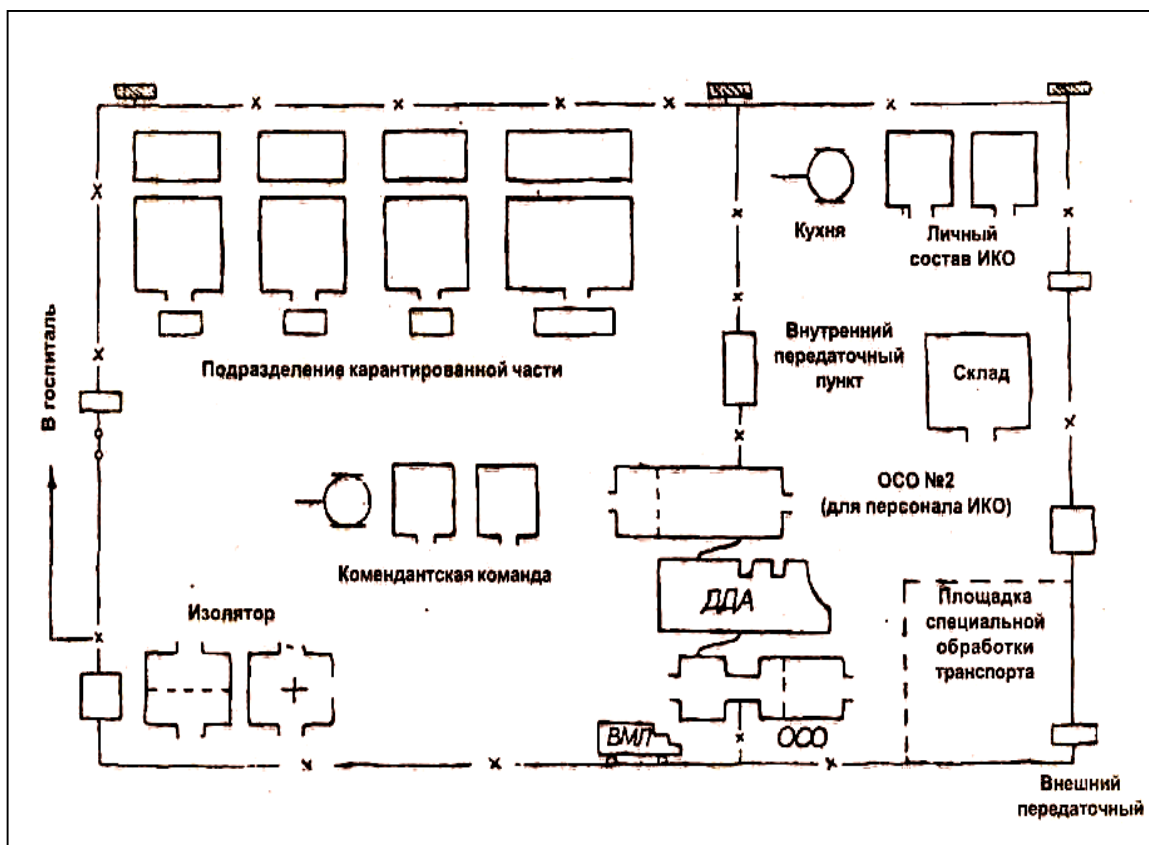 Кухня
Личный
состав ИКО
В госпиталь
Подразделение карантированной части
Внутренний
передаточный
пункт
Склад
ОСО №2
(для персонала ИКО)
Комендантская команда
ДДА
Изолятор
Площадка
специальной
обработки
транспорта
ВМЛ
ОСО
Внешний
передаточный